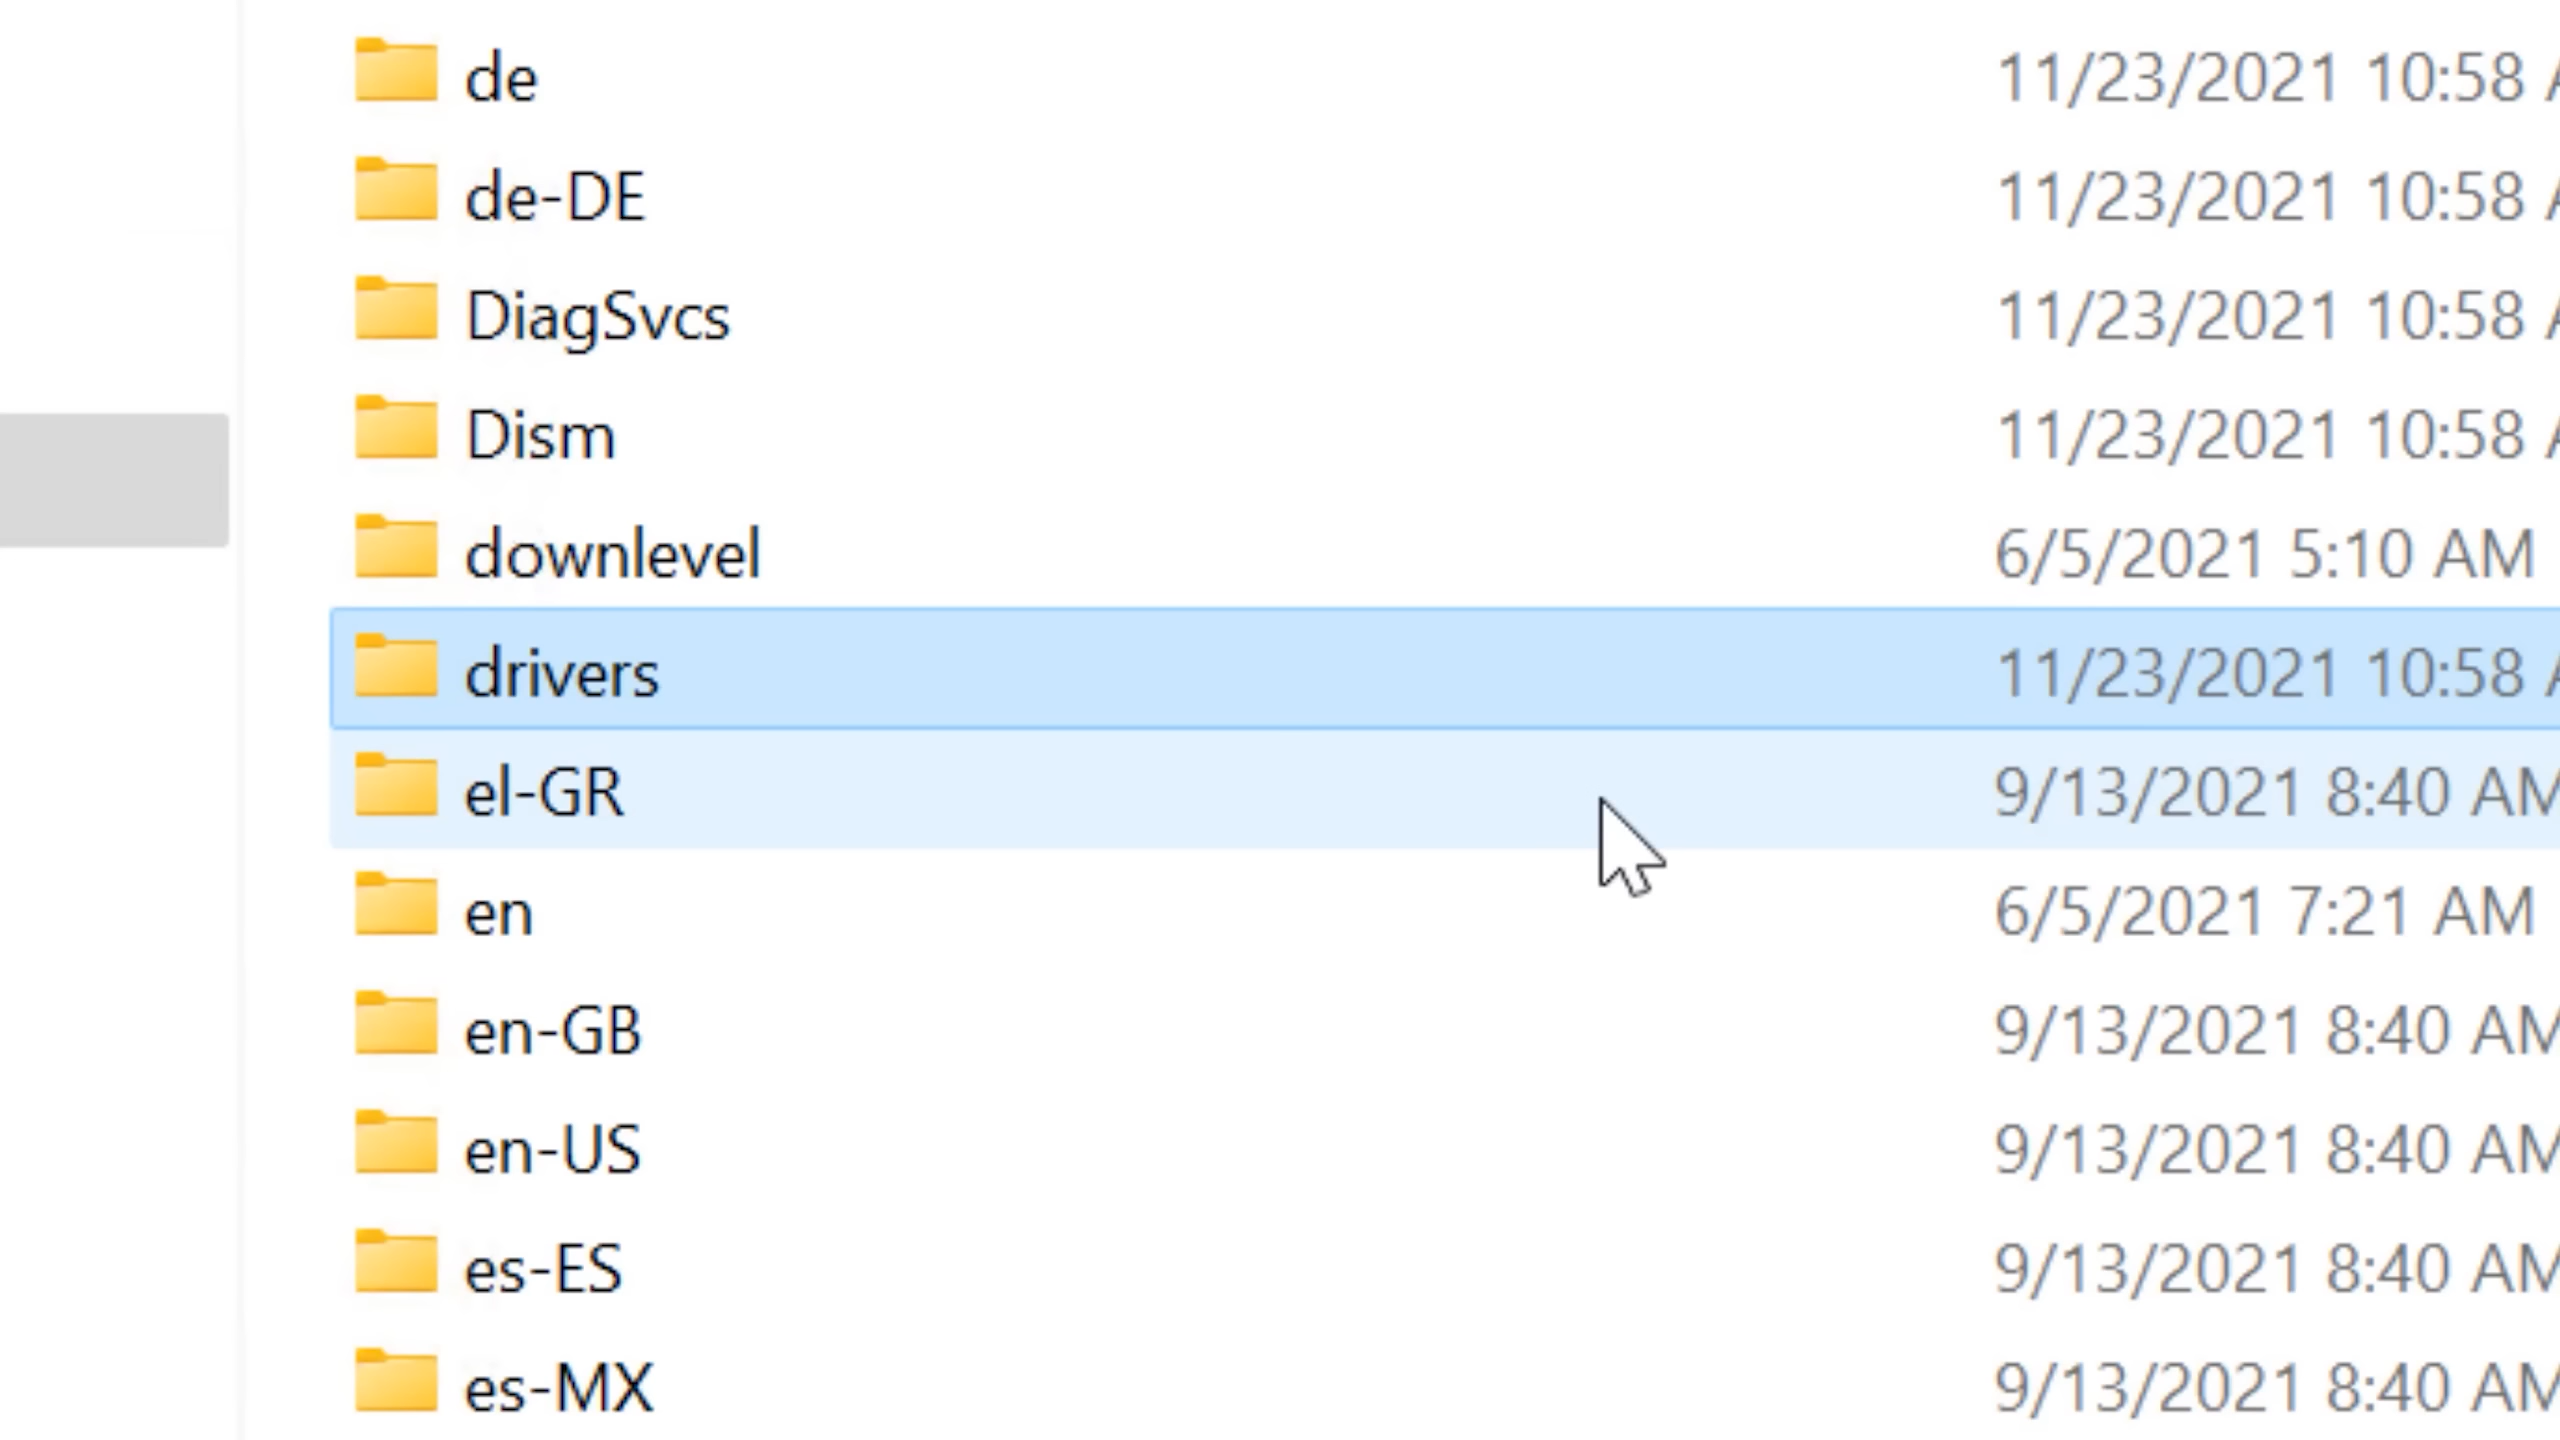 de 11/23/2021 10:58
de-DE 11/23/2021 10:58
DiagSvcs 11/23/2021 10:58
Dism 11/23/2021 10:58
downlevel 6/5/2021 5:10 AM
drivers 11/23/2021 10:58
el-GR 9/13/2021 8:40 AM
en 6/5/2021 7:21 AM
en-GB 9/13/2021 8:40 AM
en-US 9/13/2021 8:40 AM
es-ES 9/13/2021 8:40 AM
es-MX 9/13/2021 8:40 AM